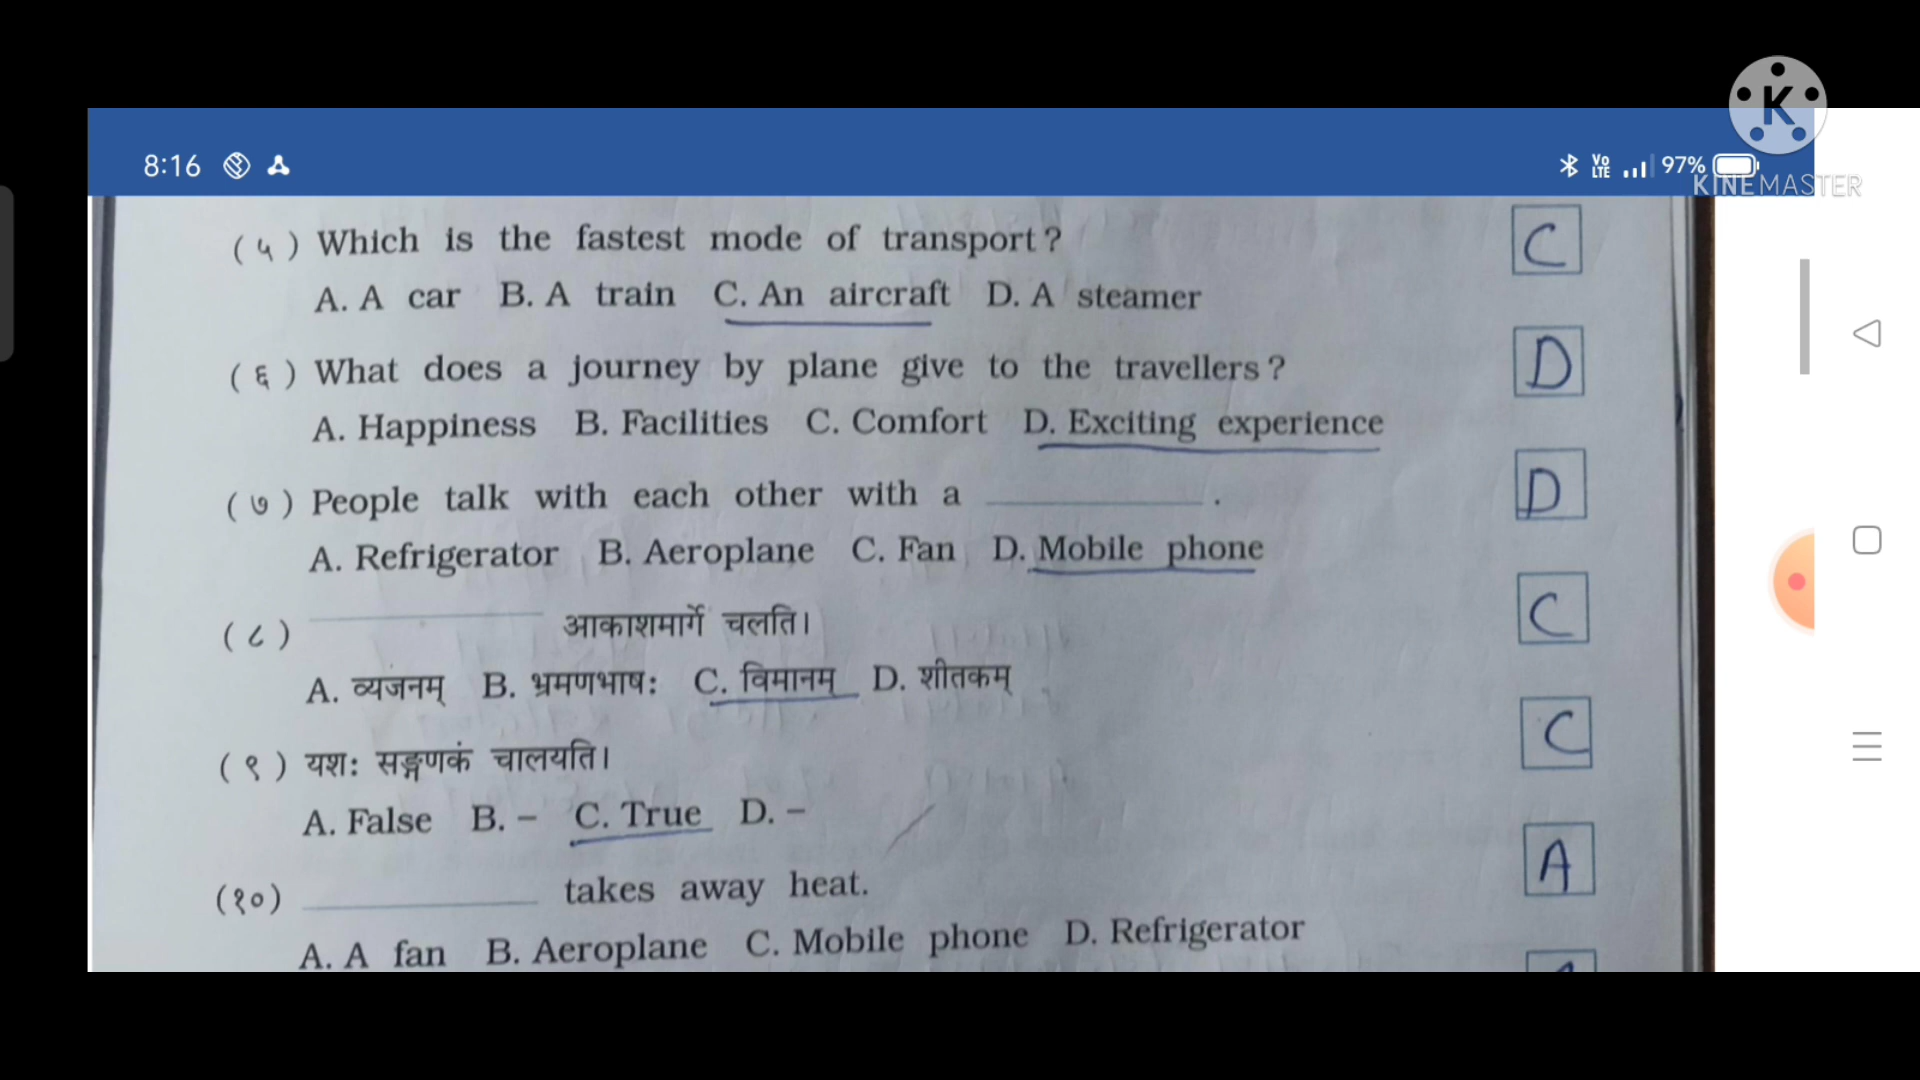 8:16
97%
K
KINEMASTER
(५) Which is the fastest mode of transport?
C
A. A car B. A train C. An aircraft D. A steamer
(६) What does a journey by plane give to the travellers?
D
A. Happiness B. Facilities C. Comfort D. Exciting experience
(७) People talk with each other with a ________.
D
A. Refrigerator B. Aeroplane C. Fan D. Mobile phone
(८) ________ आकाशमार्गे चलति।
C
A. व्यजनम् B. भ्रमणभाषः C. विमानम् D. शीतकम्
(९) यशः सङ्गणकं चालयति।
C
A. False B. – C. True D. –
(१०) ________ takes away heat.
A
A. A fan B. Aeroplane C. Mobile phone D. Refrigerator